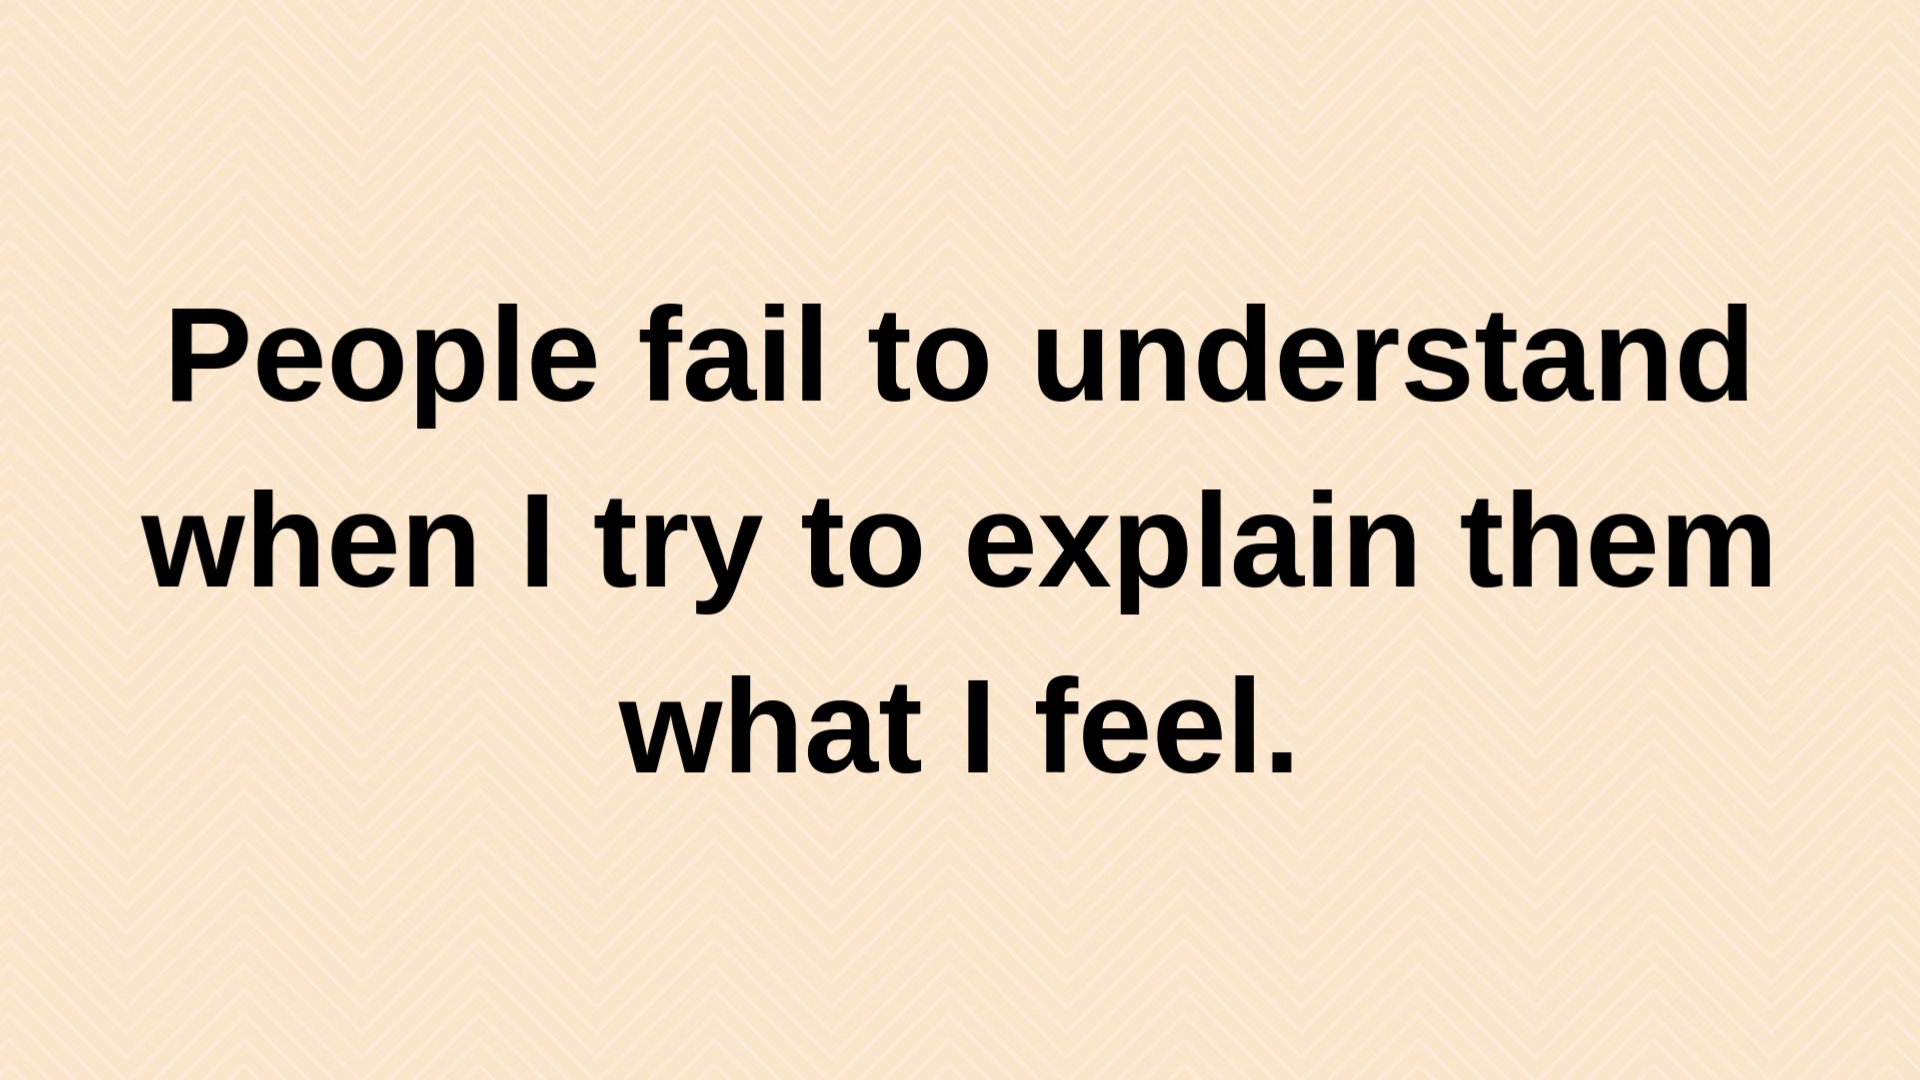 People fail to understand
when I try to explain them
what I feel.